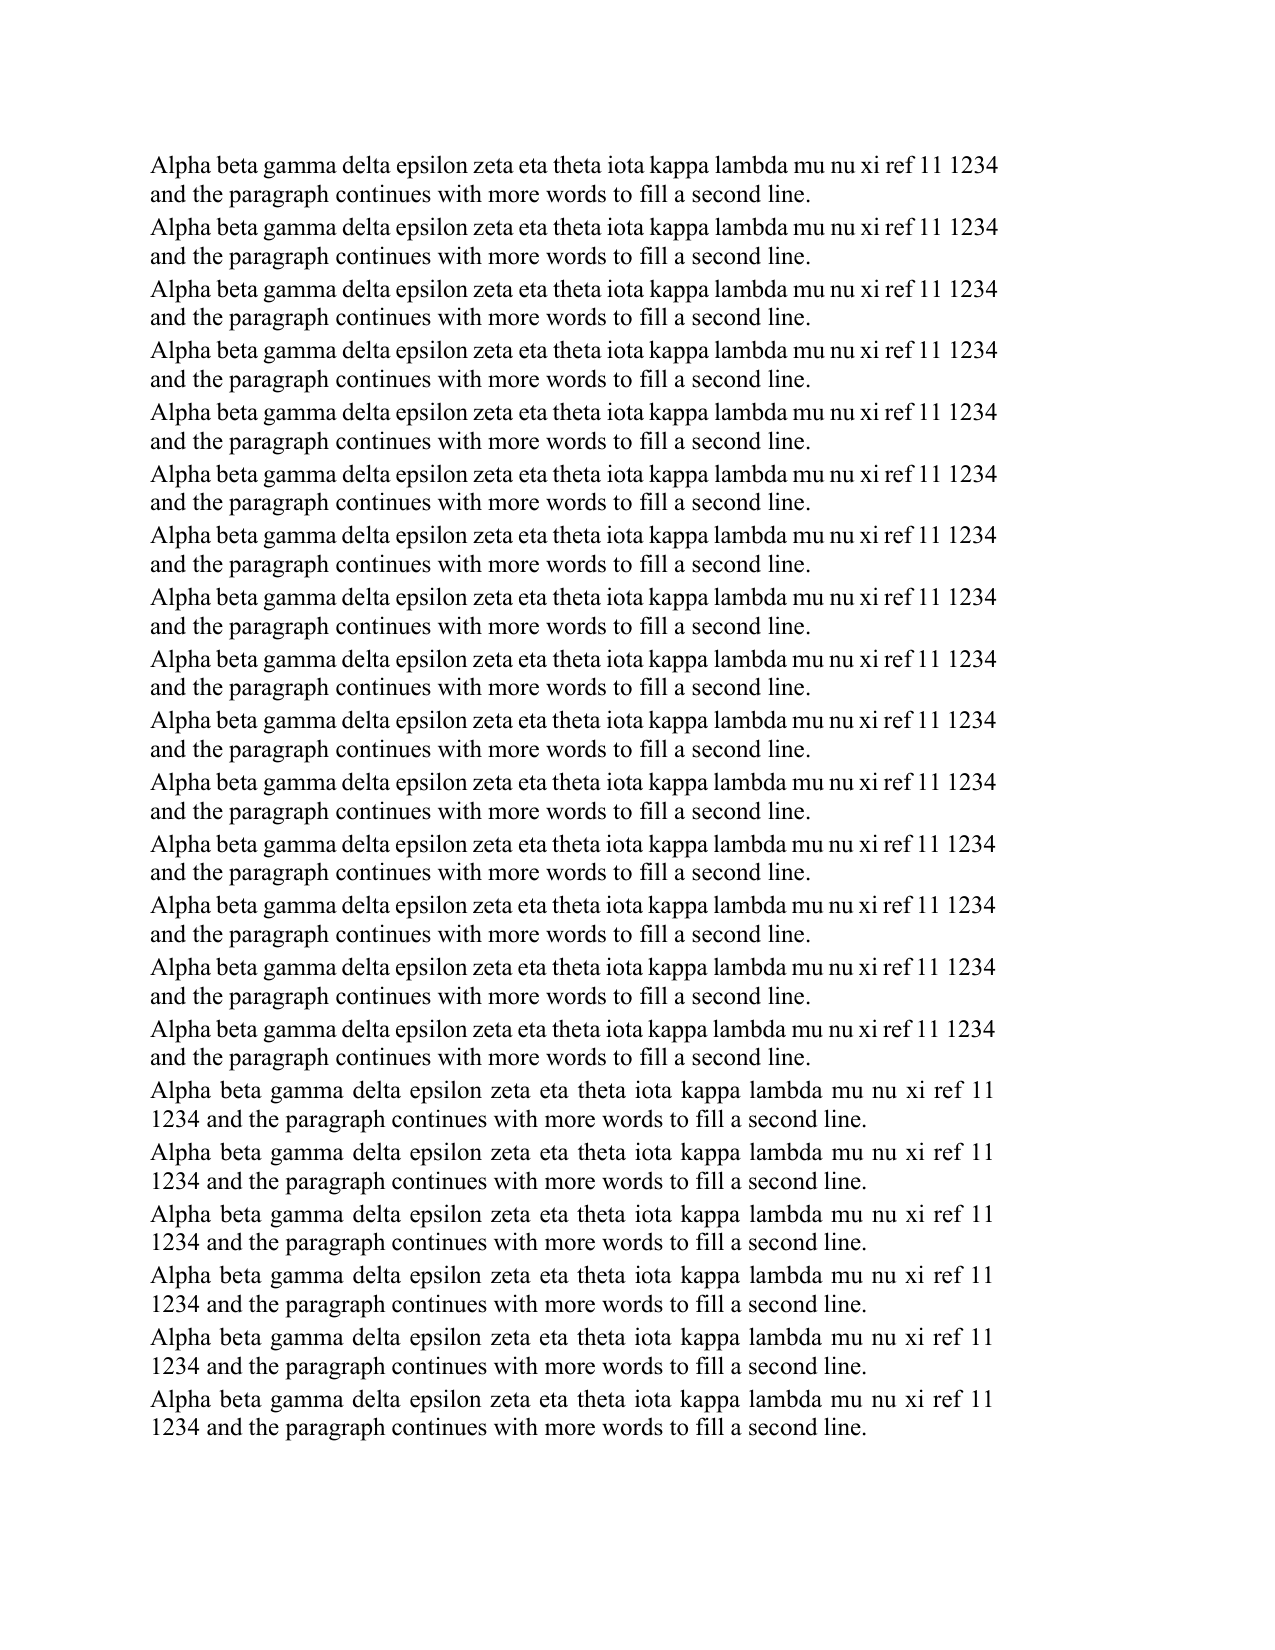 Alpha beta gamma delta epsilon zeta eta theta iota kappa lambda mu nu xi ref 11 1234
and the paragraph continues with more words to fill a second line.
Alpha beta gamma delta epsilon zeta eta theta iota kappa lambda mu nu xi ref 11 1234
and the paragraph continues with more words to fill a second line.
Alpha beta gamma delta epsilon zeta eta theta iota kappa lambda mu nu xi ref 11 1234
and the paragraph continues with more words to fill a second line.
Alpha beta gamma delta epsilon zeta eta theta iota kappa lambda mu nu xi ref 11 1234
and the paragraph continues with more words to fill a second line.
Alpha beta gamma delta epsilon zeta eta theta iota kappa lambda mu nu xi ref 11 1234
and the paragraph continues with more words to fill a second line.
Alpha beta gamma delta epsilon zeta eta theta iota kappa lambda mu nu xi ref 11 1234
and the paragraph continues with more words to fill a second line.
Alpha beta gamma delta epsilon zeta eta theta iota kappa lambda mu nu xi ref 11 1234
and the paragraph continues with more words to fill a second line.
Alpha beta gamma delta epsilon zeta eta theta iota kappa lambda mu nu xi ref 11 1234
and the paragraph continues with more words to fill a second line.
Alpha beta gamma delta epsilon zeta eta theta iota kappa lambda mu nu xi ref 11 1234
and the paragraph continues with more words to fill a second line.
Alpha beta gamma delta epsilon zeta eta theta iota kappa lambda mu nu xi ref 11 1234
and the paragraph continues with more words to fill a second line.
Alpha beta gamma delta epsilon zeta eta theta iota kappa lambda mu nu xi ref 11 1234
and the paragraph continues with more words to fill a second line.
Alpha beta gamma delta epsilon zeta eta theta iota kappa lambda mu nu xi ref 11 1234
and the paragraph continues with more words to fill a second line.
Alpha beta gamma delta epsilon zeta eta theta iota kappa lambda mu nu xi ref 11 1234
and the paragraph continues with more words to fill a second line.
Alpha beta gamma delta epsilon zeta eta theta iota kappa lambda mu nu xi ref 11 1234
and the paragraph continues with more words to fill a second line.
Alpha beta gamma delta epsilon zeta eta theta iota kappa lambda mu nu xi ref 11 1234
and the paragraph continues with more words to fill a second line.
Alpha beta gamma delta epsilon zeta eta theta iota kappa lambda mu nu xi ref 11
1234 and the paragraph continues with more words to fill a second line.
Alpha beta gamma delta epsilon zeta eta theta iota kappa lambda mu nu xi ref 11
1234 and the paragraph continues with more words to fill a second line.
Alpha beta gamma delta epsilon zeta eta theta iota kappa lambda mu nu xi ref 11
1234 and the paragraph continues with more words to fill a second line.
Alpha beta gamma delta epsilon zeta eta theta iota kappa lambda mu nu xi ref 11
1234 and the paragraph continues with more words to fill a second line.
Alpha beta gamma delta epsilon zeta eta theta iota kappa lambda mu nu xi ref 11
1234 and the paragraph continues with more words to fill a second line.
Alpha beta gamma delta epsilon zeta eta theta iota kappa lambda mu nu xi ref 11
1234 and the paragraph continues with more words to fill a second line.